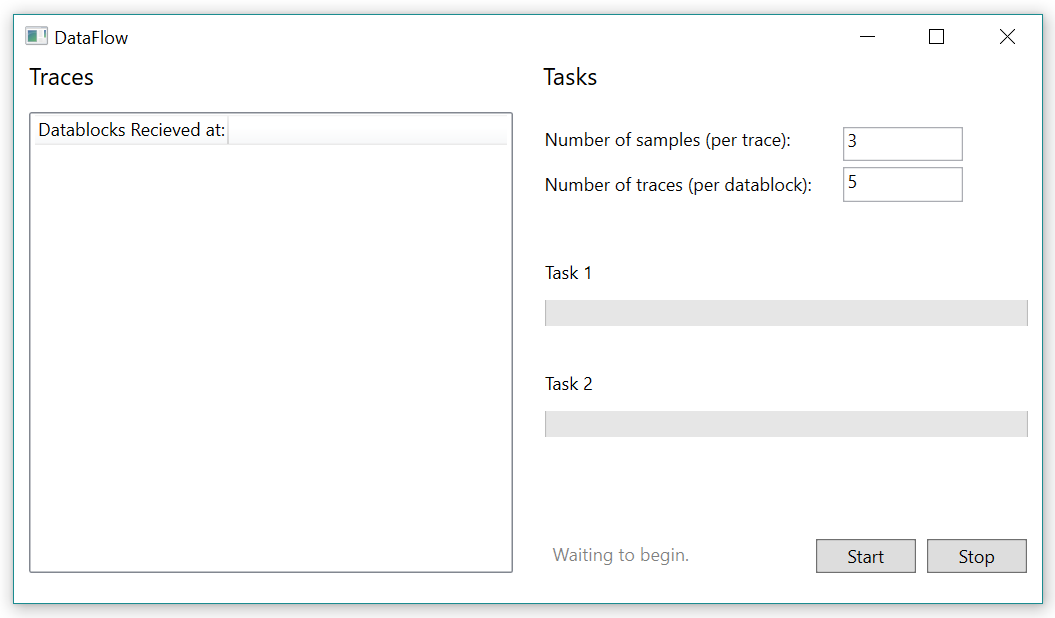 DataFlow
Traces
Datablocks Recieved at:
Tasks
Number of samples (per trace): 3
Number of traces (per datablock): 5
Task 1
Task 2
Waiting to begin. Start Stop